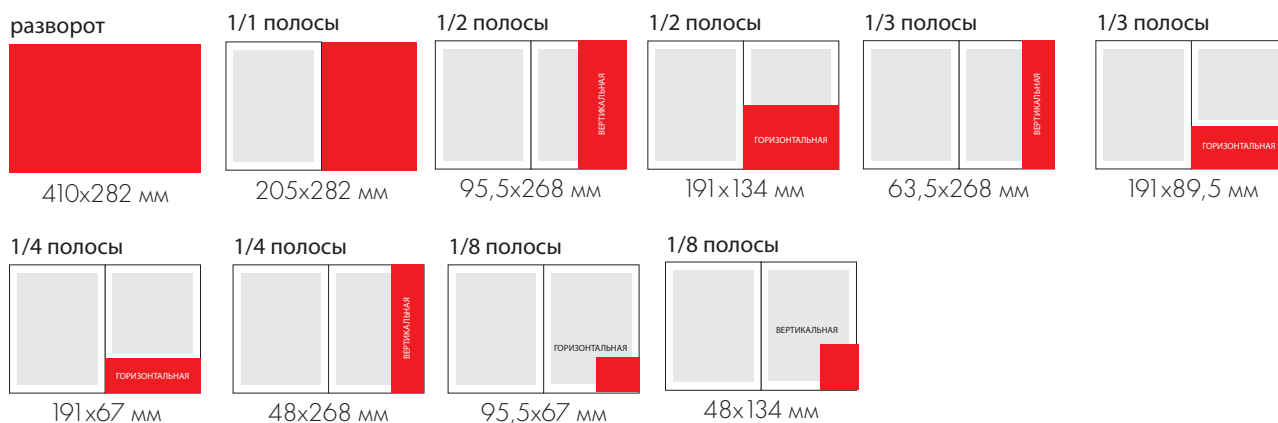 разворот
1/1 полосы
1/2 полосы
1/2 полосы
1/3 полосы
1/3 полосы
ВЕРТИКАЛЬНАЯ
ГОРИЗОНТАЛЬНАЯ
ВЕРТИКАЛЬНАЯ
ГОРИЗОНТАЛЬНАЯ
410x282 мм
205x282 мм
95,5x268 мм
191x134 мм
63,5x268 мм
191x89,5 мм
1/4 полосы
1/4 полосы
1/8 полосы
1/8 полосы
ГОРИЗОНТАЛЬНАЯ
ВЕРТИКАЛЬНАЯ
ГОРИЗОНТАЛЬНАЯ
ВЕРТИКАЛЬНАЯ
191x67 мм
48x268 мм
95,5x67 мм
48x134 мм